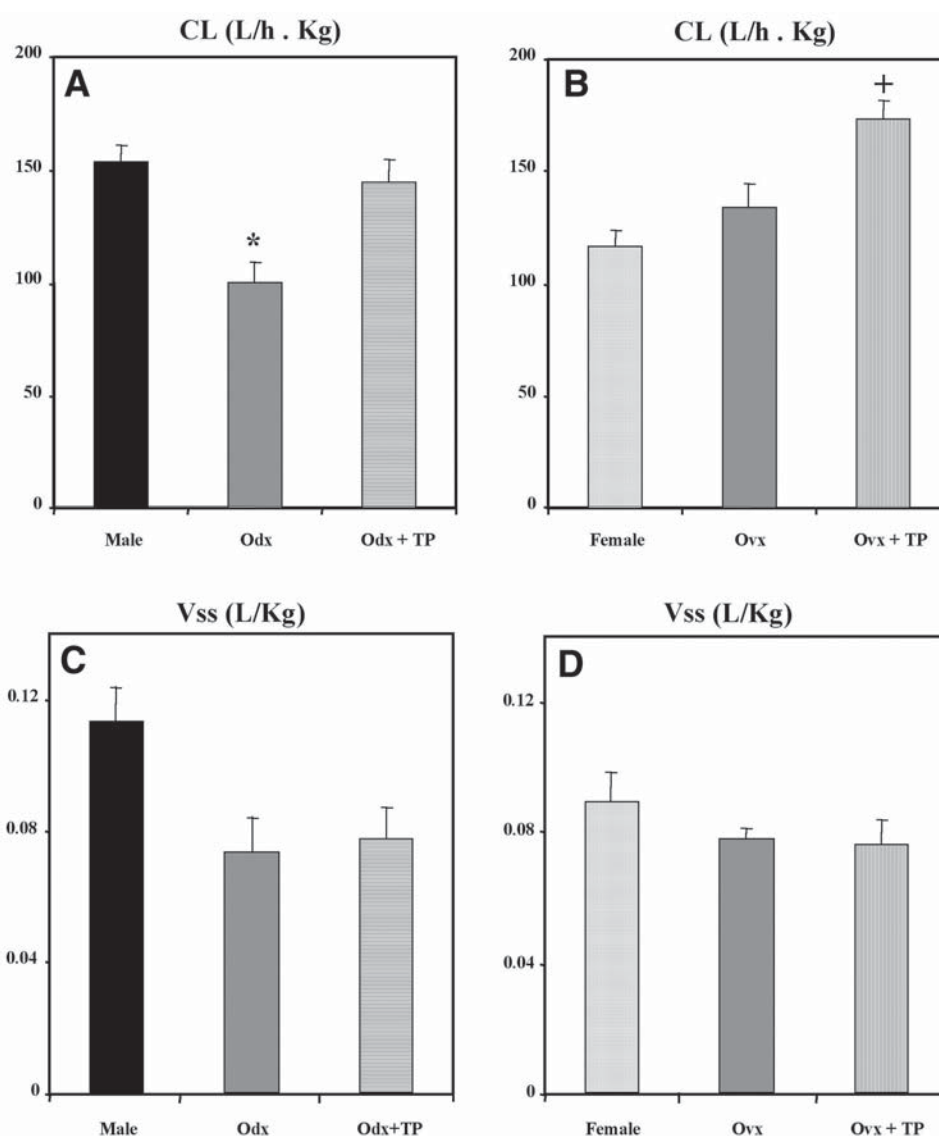 CL (L/h . Kg)
A
200
150
100
50
0
*
Male
Odx
Odx + TP
CL (L/h . Kg)
B
200
150
100
50
0
+
Female
Ovx
Ovx + TP
Vss (L/Kg)
C
0.12
0.08
0.04
0
Male
Odx
Odx+TP
Vss (L/Kg)
D
0.12
0.08
0.04
0
Female
Ovx
Ovx + TP